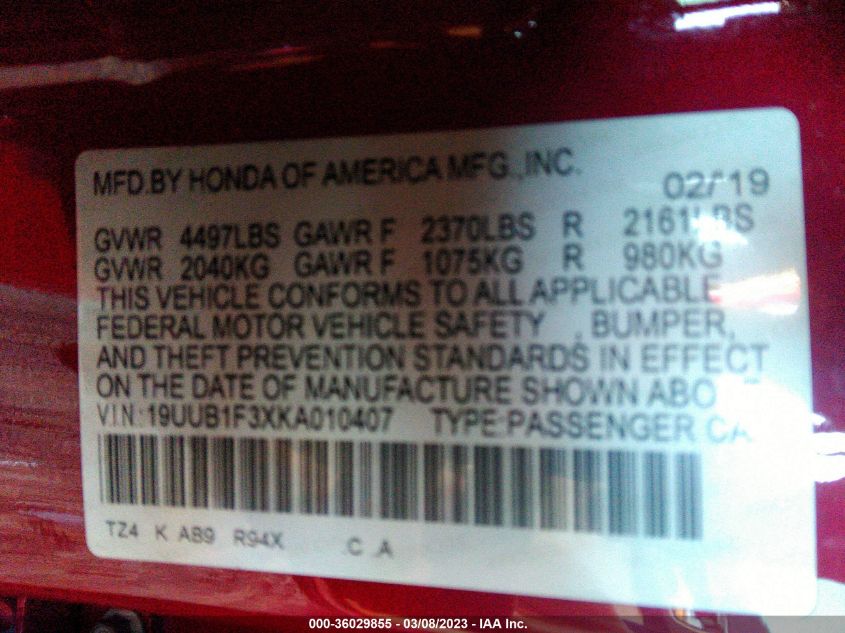 MFD.BY HONDA OF AMERICA MFG.,INC. 02/19
GVWR 4497LBS GAWR F 2370LBS R 2161LBS
GVWR 2040KG GAWR F 1075KG R 980KG
THIS VEHICLE CONFORMS TO ALL APPLICABLE
FEDERAL MOTOR VEHICLE SAFETY , BUMPER,
AND THEFT PREVENTION STANDARDS IN EFFECT
ON THE DATE OF MANUFACTURE SHOWN
V.I.N.:19UUB1F3XKA010407 TYPE:PASSENGER
TZ4 K AB9 R94X .C .A
000-36029855 - 03/08/2023 - IAA Inc.